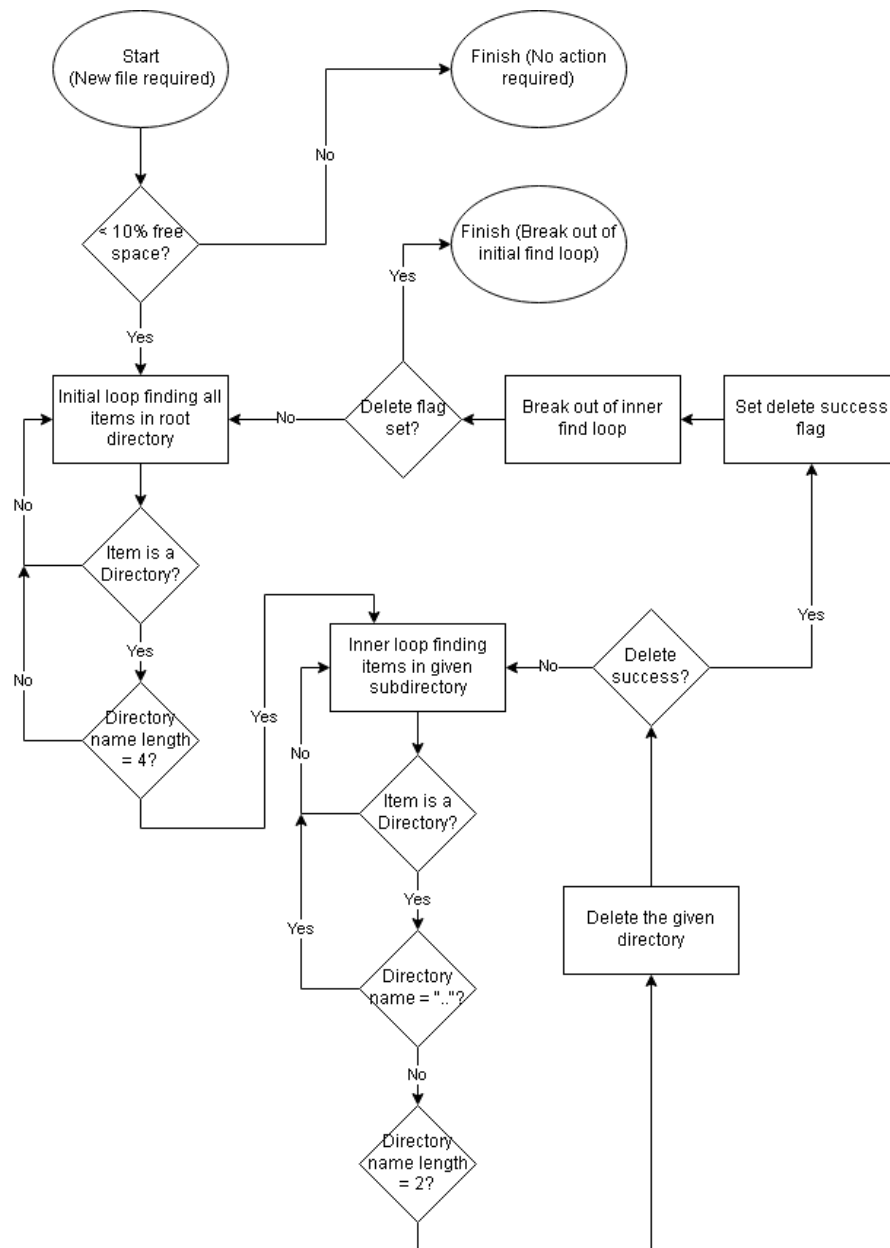 Start
(New file required)
Finish (No action
required)
No
< 10% free
space?
Finish (Break out of
initial find loop)
Yes
Yes
Initial loop finding all
items in root
directory
No
Delete flag
set?
Break out of inner
find loop
Set delete success
flag
No
Item is a
Directory?
Yes
Yes
Inner loop finding
items in given
subdirectory
No
Delete
success?
No
Directory
name length
= 4?
Yes
No
Item is a
Directory?
Yes
Yes
Delete the given
directory
Directory
name = ".."?
No
Directory
name length
= 2?